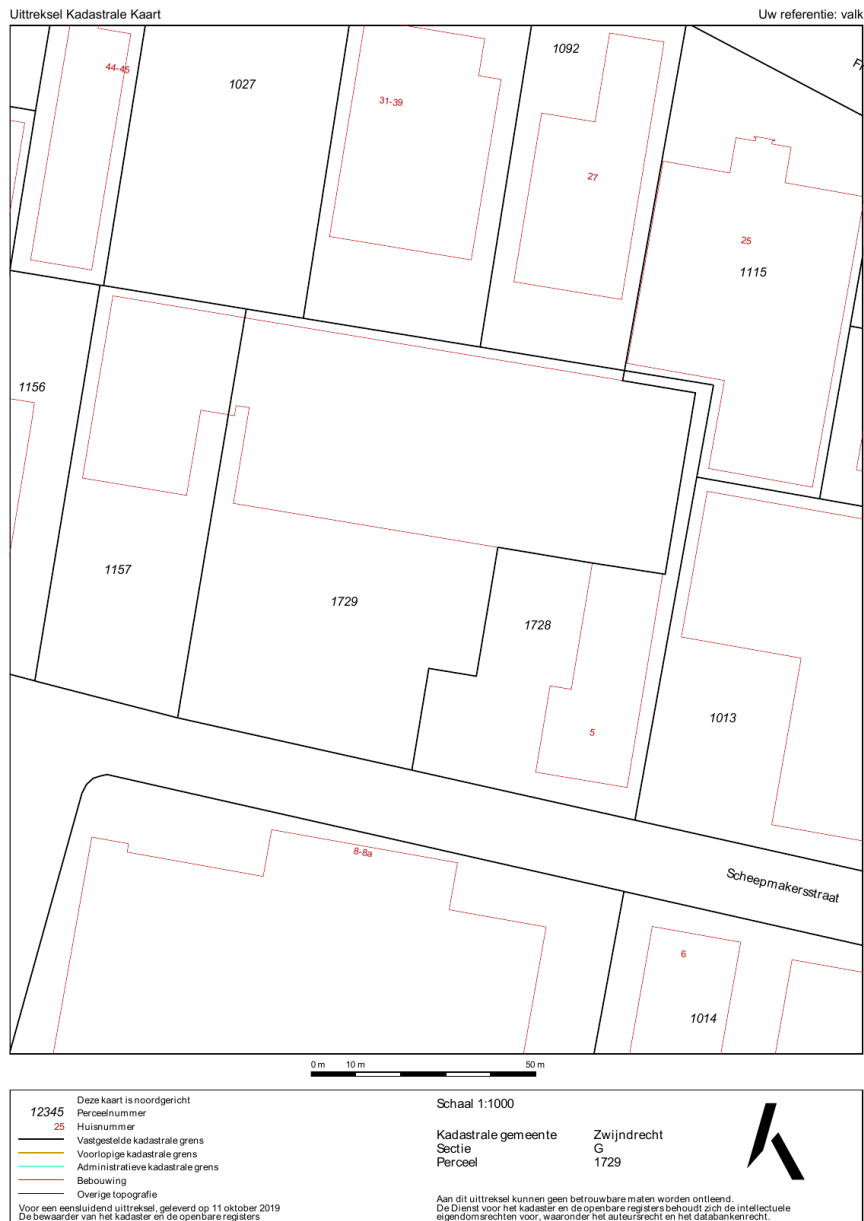 Uittreksel Kadastrale Kaart
Uw referentie: valk
44-45
1027
31-39
1092
27
25
1115
1156
1157
1729
1728
5
1013
8-8a
Scheepmakersstraat
6
1014
0 m 10 m 50 m
Deze kaart is noordgericht
12345 Perceelnummer
25 Huisnummer
Vastgestelde kadastrale grens
Voorlopige kadastrale grens
Administratieve kadastrale grens
Bebouwing
Overige topografie
Voor een eensluidend uittreksel, geleverd op 11 oktober 2019
De bewaarder van het kadaster en de openbare registers
Schaal 1:1000
Kadastrale gemeente Zwijndrecht
Sectie G
Perceel 1729
Aan dit uittreksel kunnen geen betrouwbare maten worden ontleend.
De Dienst voor het kadaster en de openbare registers behoudt zich de intellectuele
eigendomsrechten voor, waaronder het auteursrecht en het databankenrecht.